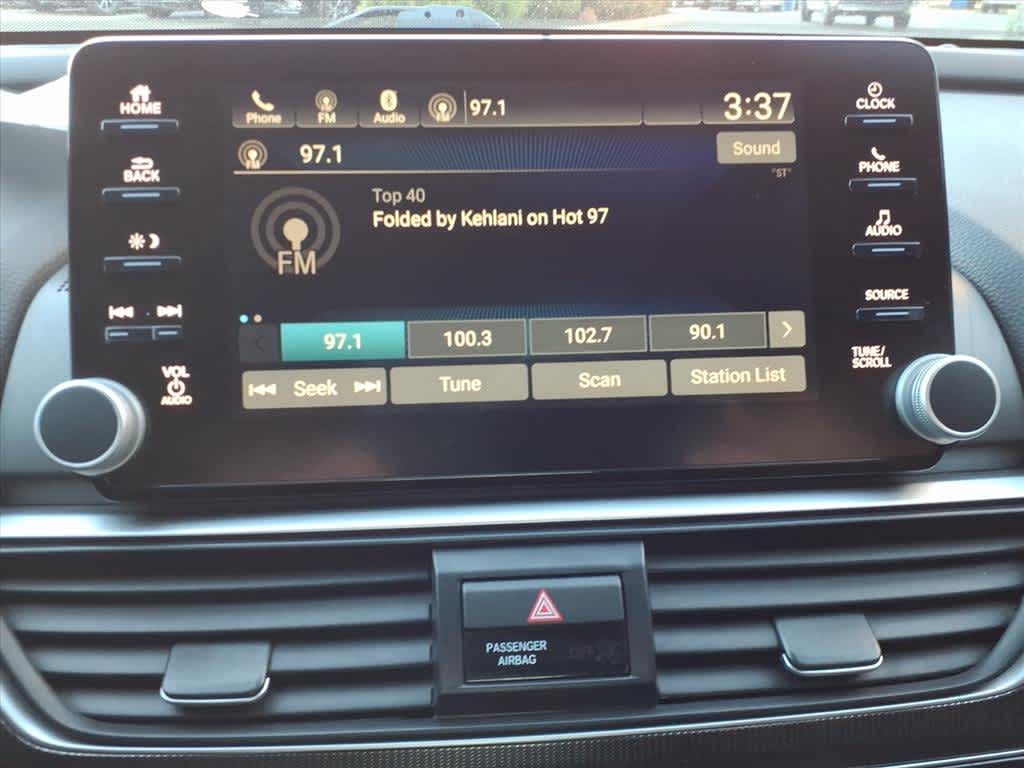 HOME
BACK
VOL
AUDIO
Phone
FM
Audio
97.1
3:37
FM
97.1
Sound
"ST"
Top 40
Folded by Kehlani on Hot 97
FM
97.1
100.3
102.7
90.1
Seek
Tune
Scan
Station List
CLOCK
PHONE
AUDIO
SOURCE
TUNE/
SCROLL
PASSENGER
AIRBAG
OFF